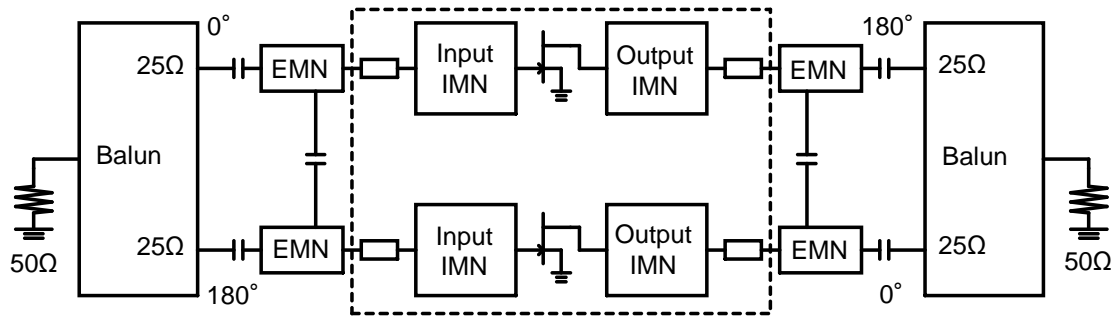 0° 180°
25Ω EMN Input IMN Output IMN EMN 25Ω
Balun Balun
50Ω 25Ω EMN Input IMN Output IMN EMN 25Ω 50Ω
180° 0°